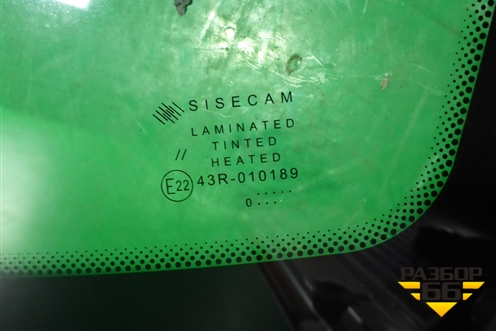 SISECAM
LAMINATED
TINTED
//
HEATED
E22 43R-010189
.....
0....
РАЗБОР
66